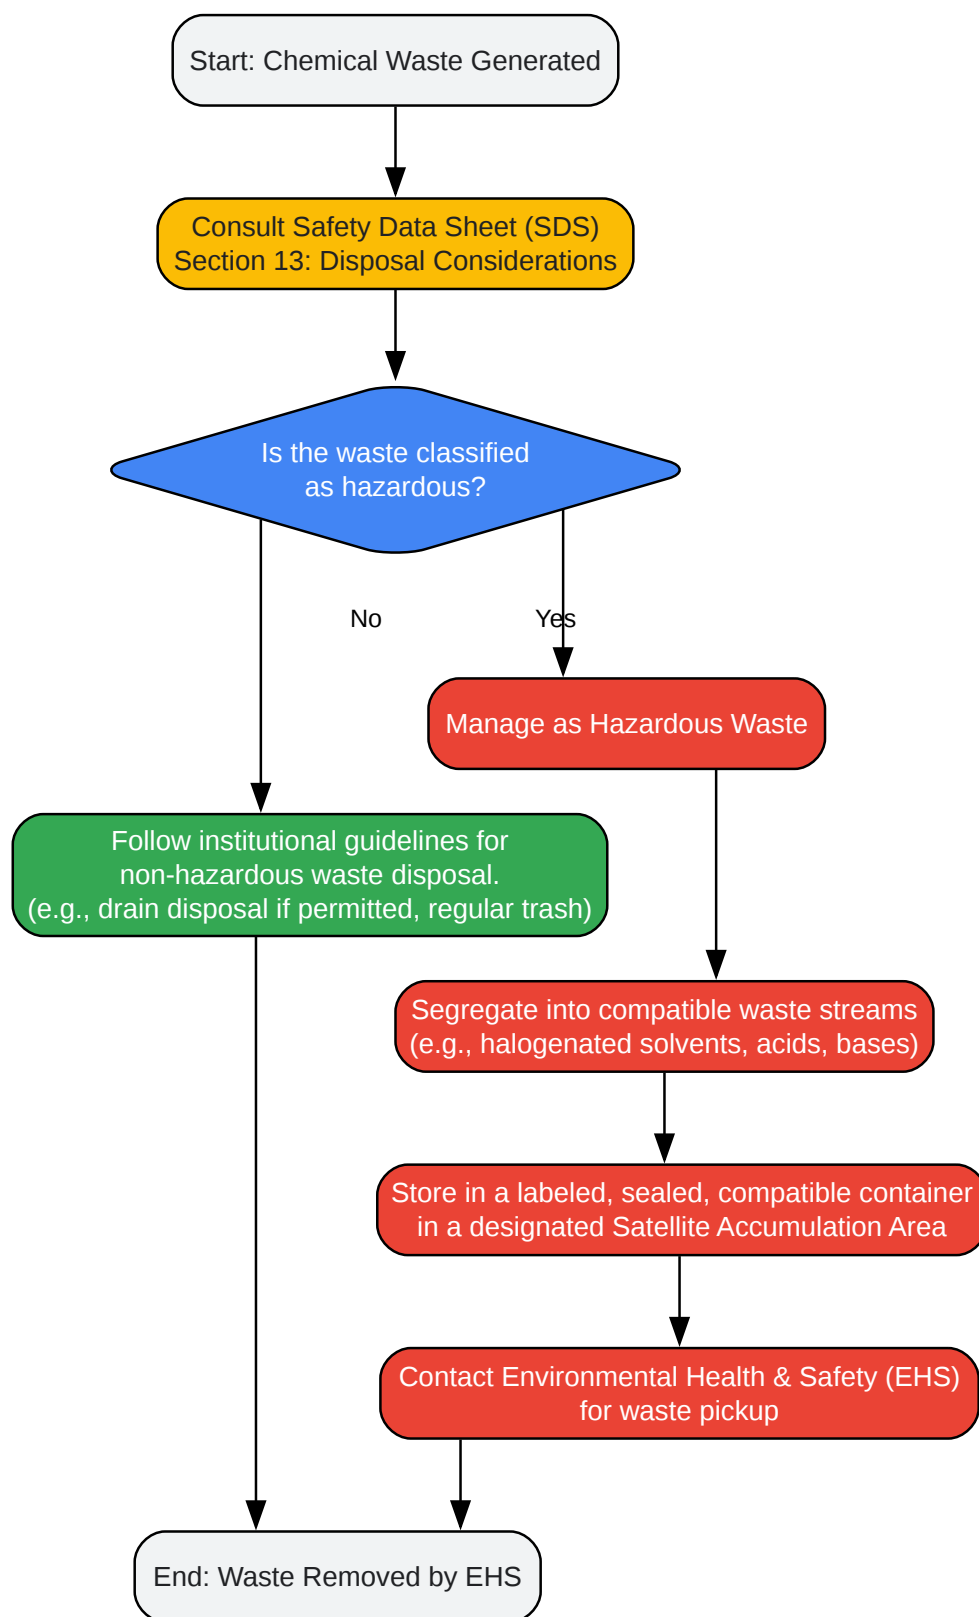 Start: Chemical Waste Generated
Consult Safety Data Sheet (SDS)
Section 13: Disposal Considerations
Is the waste classified
as hazardous?
No
Yes
Manage as Hazardous Waste
Follow institutional guidelines for
non-hazardous waste disposal.
(e.g., drain disposal if permitted, regular trash)
Segregate into compatible waste streams
(e.g., halogenated solvents, acids, bases)
Store in a labeled, sealed, compatible container
in a designated Satellite Accumulation Area
Contact Environmental Health & Safety (EHS)
for waste pickup
End: Waste Removed by EHS